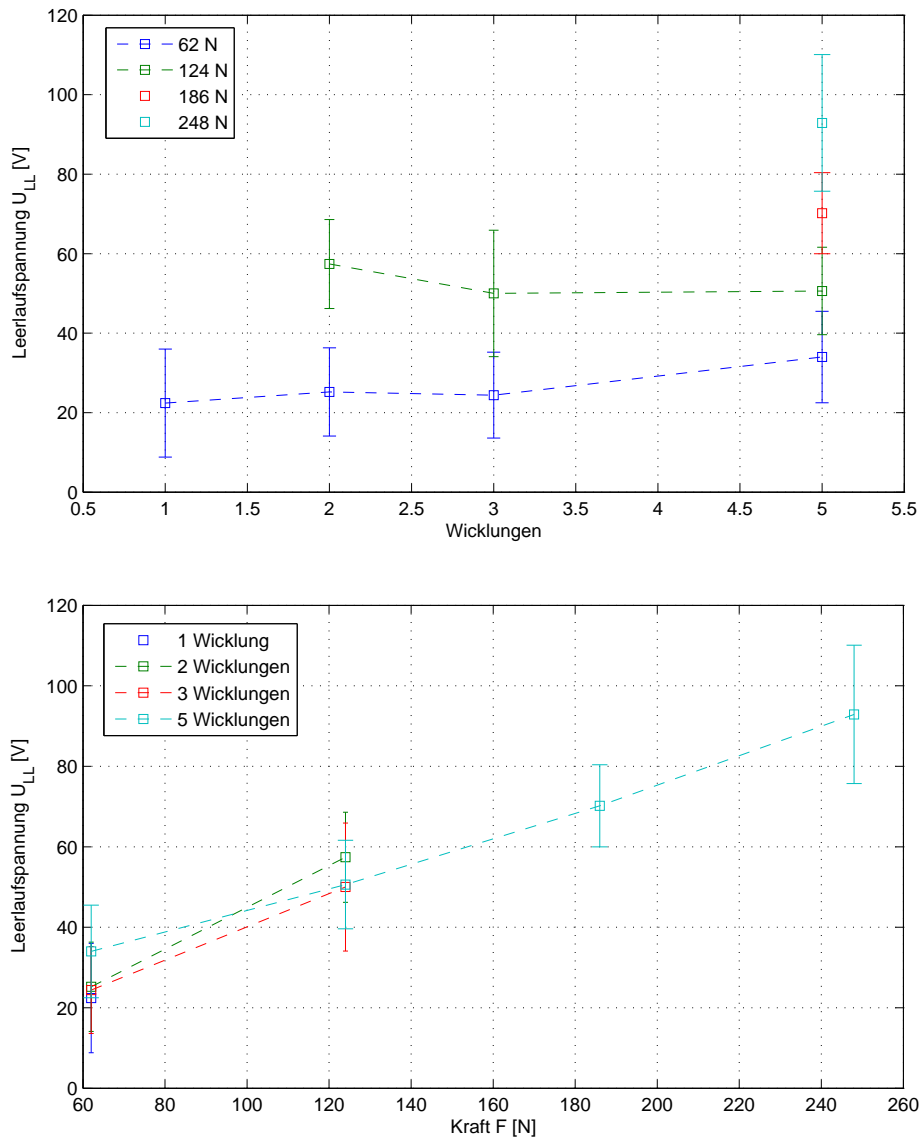 120
100
80
60
40
20
0
Leerlaufspannung U_LL [V]
62 N
124 N
186 N
248 N
0.5 1 1.5 2 2.5 3 3.5 4 4.5 5 5.5
Wicklungen
120
100
80
60
40
20
0
Leerlaufspannung U_LL [V]
1 Wicklung
2 Wicklungen
3 Wicklungen
5 Wicklungen
60 80 100 120 140 160 180 200 220 240 260
Kraft F [N]